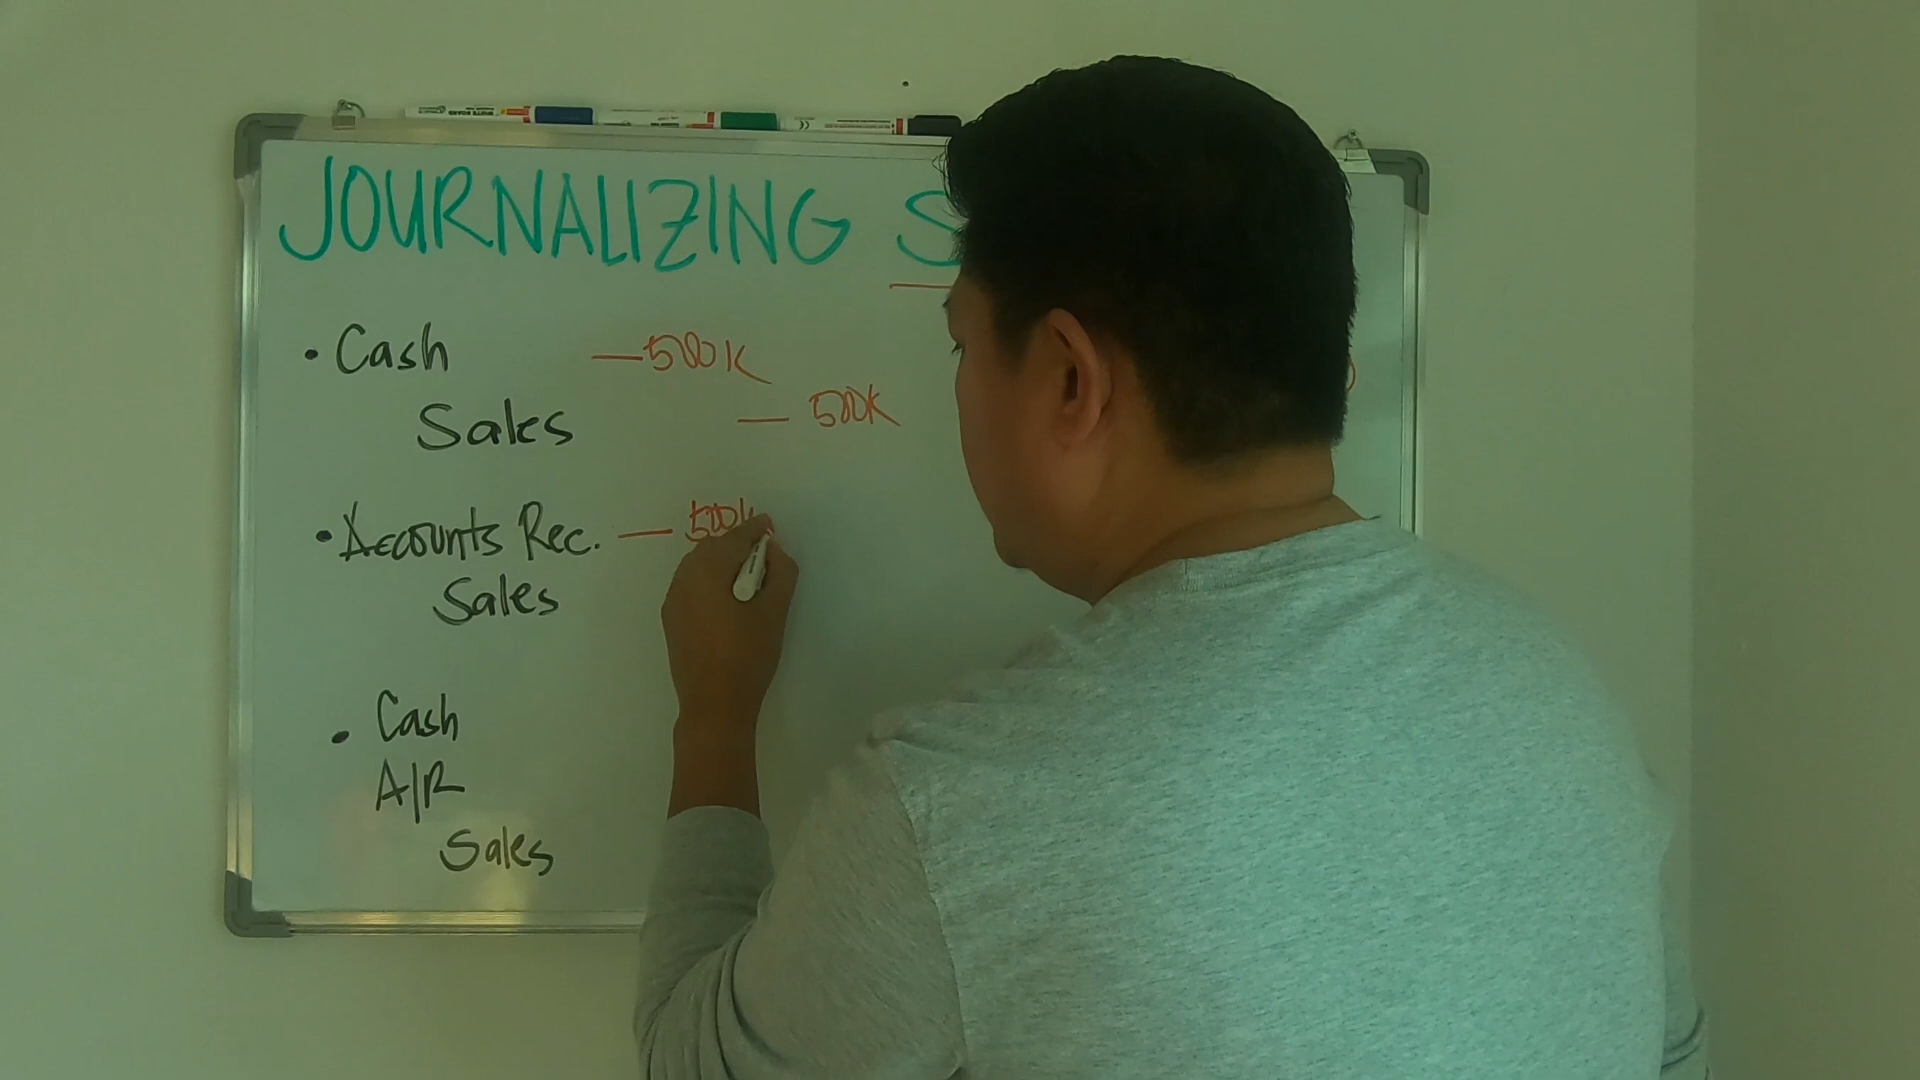 JOURNALIZING S
• Cash — 500K
Sales — 500K
• Accounts Rec. — 500k
Sales
• Cash
A/R
Sales